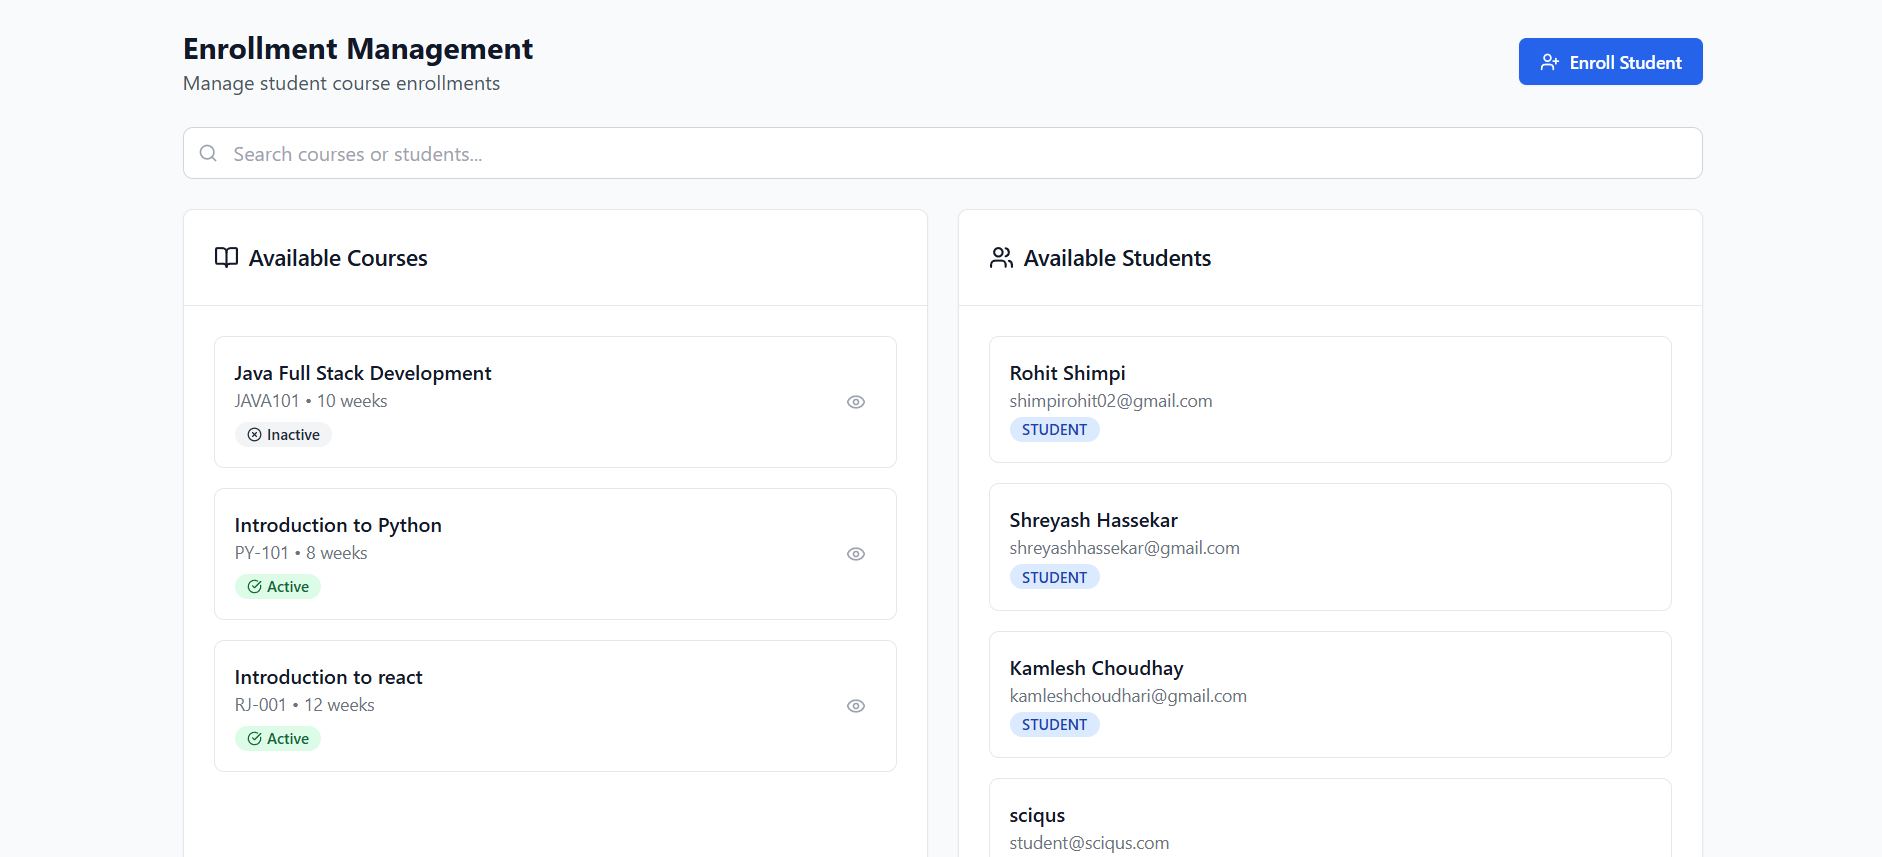 Enrollment Management
Manage student course enrollments
Enroll Student
Search courses or students...
Available Courses
Java Full Stack Development
JAVA101 • 10 weeks
Inactive
Introduction to Python
PY-101 • 8 weeks
Active
Introduction to react
RJ-001 • 12 weeks
Active
Available Students
Rohit Shimpi
shimpirohit02@gmail.com
STUDENT
Shreyash Hassekar
shreyashhassekar@gmail.com
STUDENT
Kamlesh Choudhay
kamleshchoudhari@gmail.com
STUDENT
sciqus
student@sciqus.com